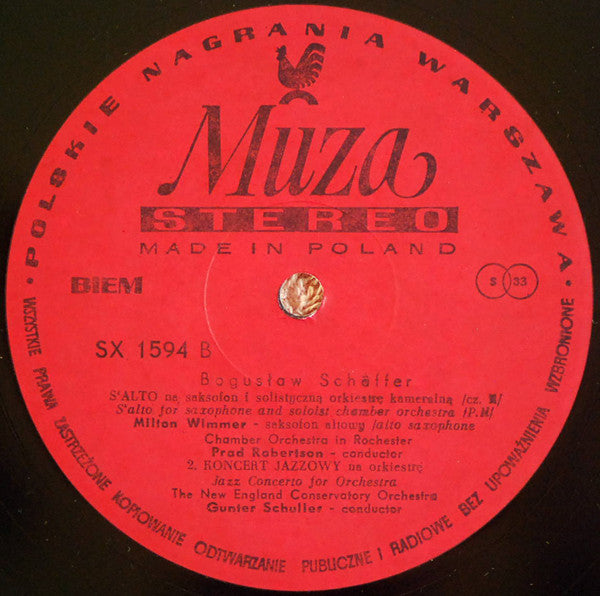 • POLSKIE NAGRANIA WARSZAWA •
Muza
STEREO
MADE IN POLAND
BIEM
S 33
SX 1594 B
Bogusław Schäffer
S'ALTO na saksofon i solistyczną orkiestrę kameralną /cz. II/
S'alto for saxophone and soloist chamber orchestra /P.II/
Milton Wimmer - saksofon altowy /alto saxophone
Chamber Orchestra in Rochester
Prad Robertson - conductor
2. KONCERT JAZZOWY na orkiestrę
Jazz Concerto for Orchestra
The New England Conservatory Orchestra
Gunter Schuller - conductor
WSZYSTKIE PRAWA ZASTRZEŻONE KOPIOWANIE ODTWARZANIE PUBLICZNE I RADIOWE BEZ UPOWAŻNIENIA WZBRONIONE